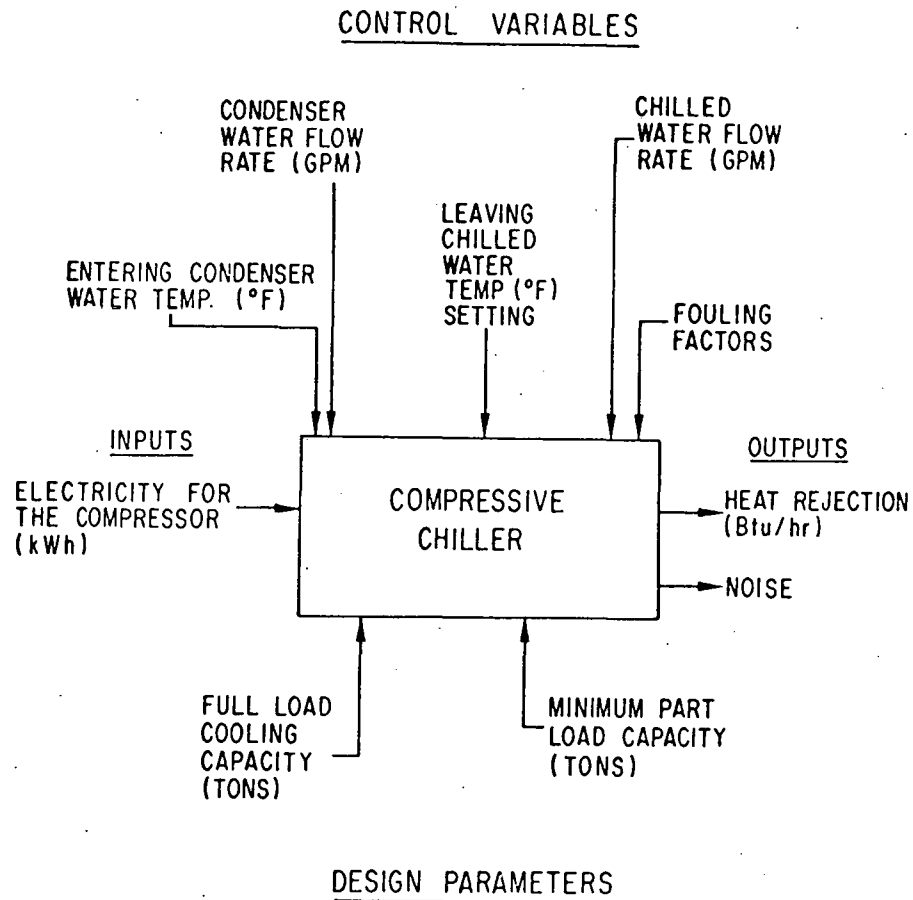 CONTROL VARIABLES
CONDENSER
WATER FLOW
RATE (GPM)
CHILLED
WATER FLOW
RATE (GPM)
LEAVING
CHILLED
WATER
TEMP (°F)
SETTING
ENTERING CONDENSER
WATER TEMP. (°F)
FOULING
FACTORS
INPUTS
ELECTRICITY FOR
THE COMPRESSOR
(kWh)
COMPRESSIVE
CHILLER
OUTPUTS
HEAT REJECTION
(Btu/hr)
NOISE
FULL LOAD
COOLING
CAPACITY
(TONS)
MINIMUM PART
LOAD CAPACITY
(TONS)
DESIGN PARAMETERS